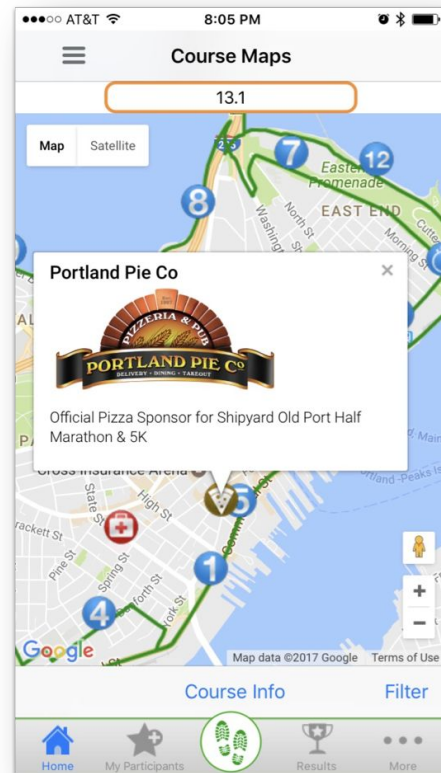 AT&T
8:05 PM
Course Maps
13.1
Map
Satellite
7
12
Eastern
Promenade
EAST END
8
Washington
North St
Morning St
Cutter
Portland Pie Co
×
PIZZERIA & PUB
PORTLAND PIE Co
DELIVERY • DINING • TAKEOUT
Official Pizza Sponsor for Shipyard Old Port Half
Marathon & 5K
Cross Insurance Arena
State St
High St
5
Spring St
Pine St
1
4
York St
Google
+
−
Map data ©2017 Google
Terms of Use
Course Info
Filter
Home
My Participants
Results
More